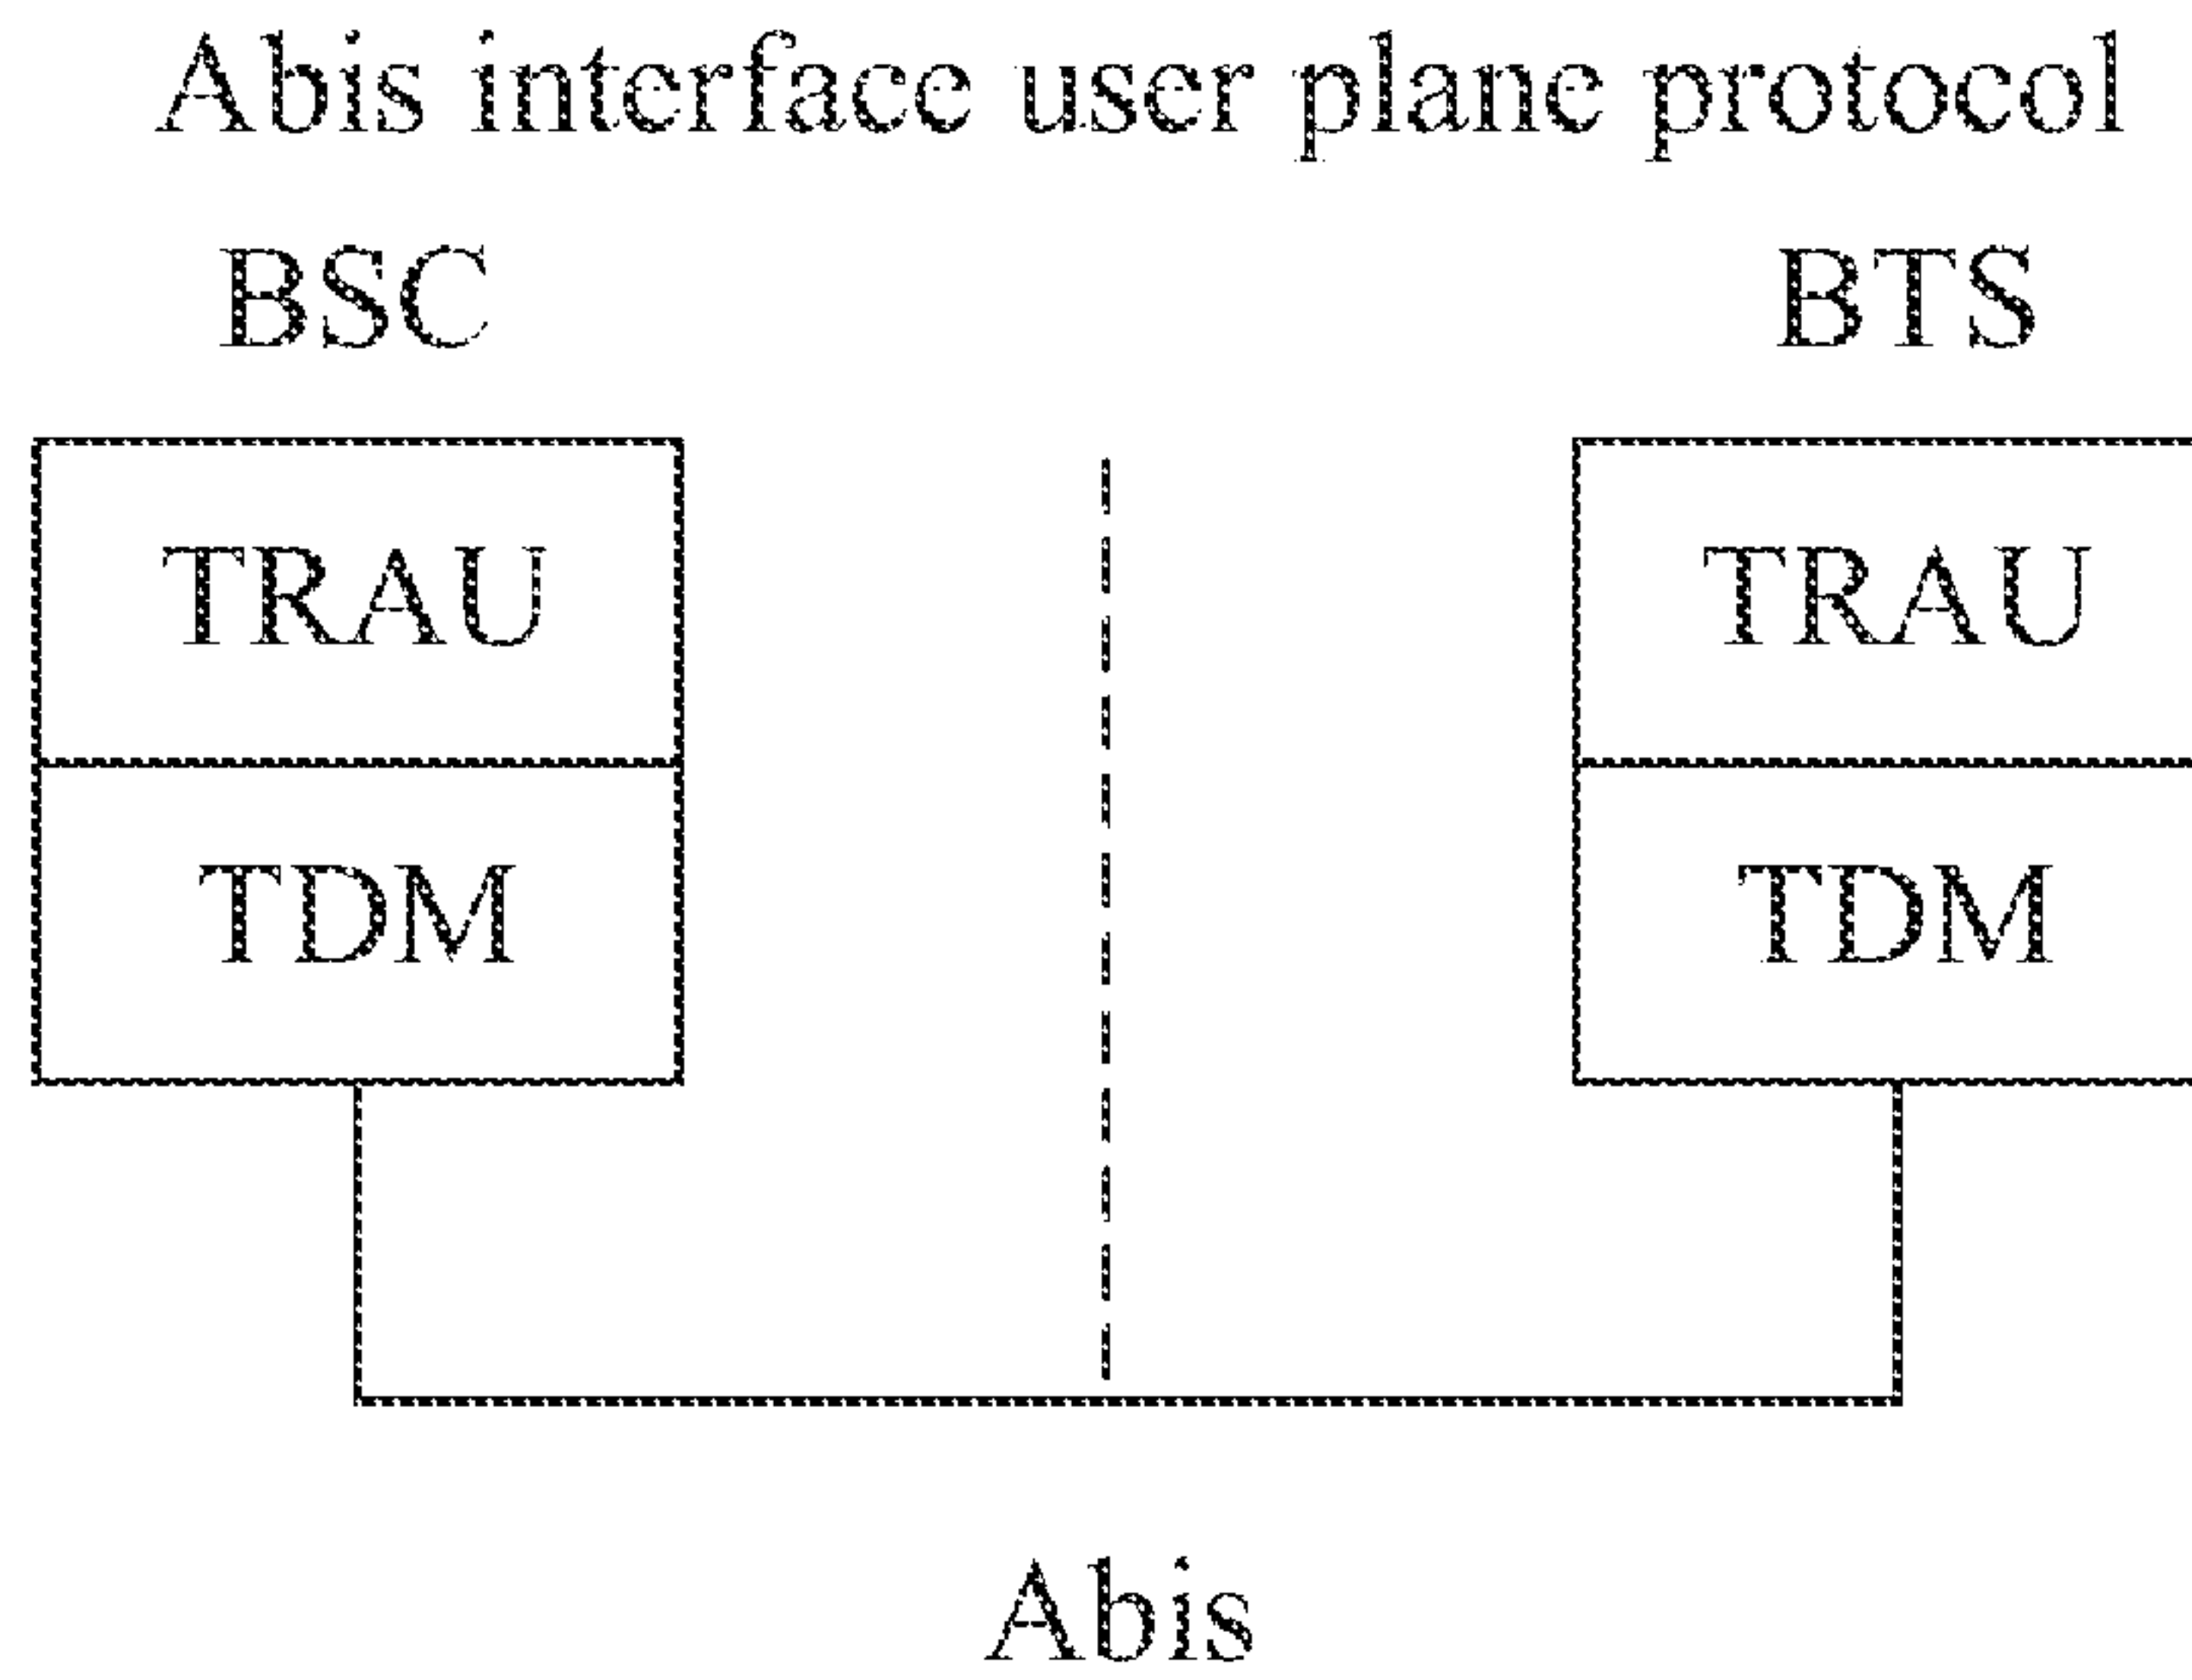 Abis interface user plane protocol
BSC BTS
TRAU TRAU
TDM TDM
Abis